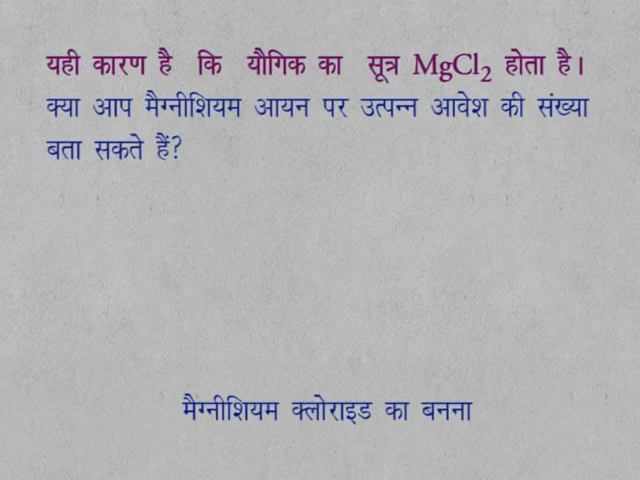 यही कारण है कि यौगिक का सूत्र MgCl₂ होता है।
क्या आप मैग्नीशियम आयन पर उत्पन्न आवेश की संख्या
बता सकते हैं?
मैग्नीशियम क्लोराइड का बनना